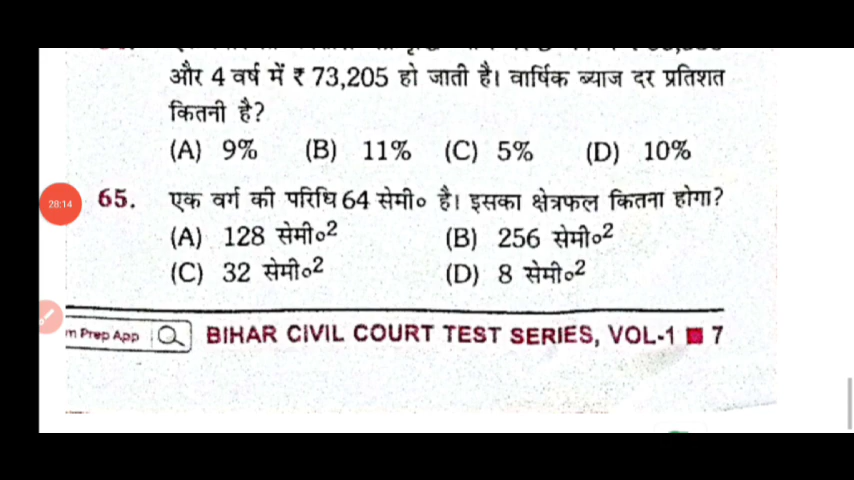 और 4 वर्ष में ₹ 73,205 हो जाती है। वार्षिक ब्याज दर प्रतिशत
कितनी है?
(A) 9% (B) 11% (C) 5% (D) 10%
28:14
65. एक वर्ग की परिधि 64 सेमी० है। इसका क्षेत्रफल कितना होगा?
(A) 128 सेमी०² (B) 256 सेमी०²
(C) 32 सेमी०² (D) 8 सेमी०²
Prep App BIHAR CIVIL COURT TEST SERIES, VOL-1 ■ 7